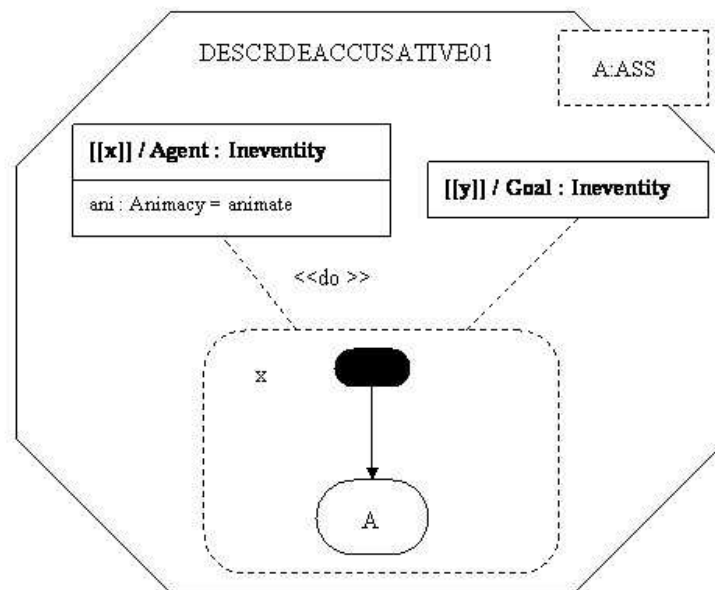 DESCRDEACCUSATIVE01
A:ASS
[[x]] / Agent : Ineventity
ani : Animacy = animate
[[y]] / Goal : Ineventity
<<do >>
x
A